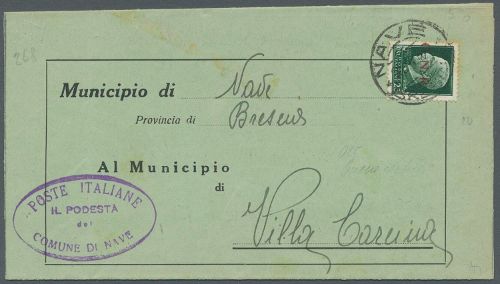 268
NAVE
Municipio di Nave
Provincia di Brescia
Al Municipio
di Villa Carcina
POSTE ITALIANE
IL PODESTÀ
del
COMUNE DI NAVE